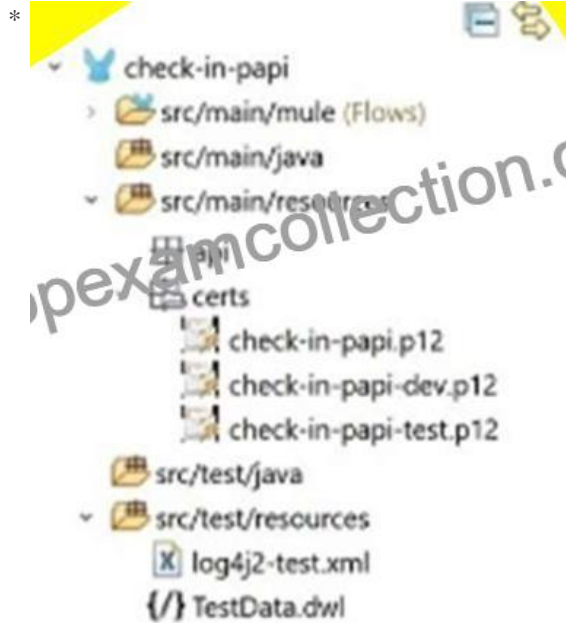 *
check-in-papi
src/main/mule (Flows)
src/main/java
src/main/resources
api
certs
check-in-papi.p12
check-in-papi-dev.p12
check-in-papi-test.p12
src/test/java
src/test/resources
log4j2-test.xml
{/} TestData.dwl
pexamcollection.c